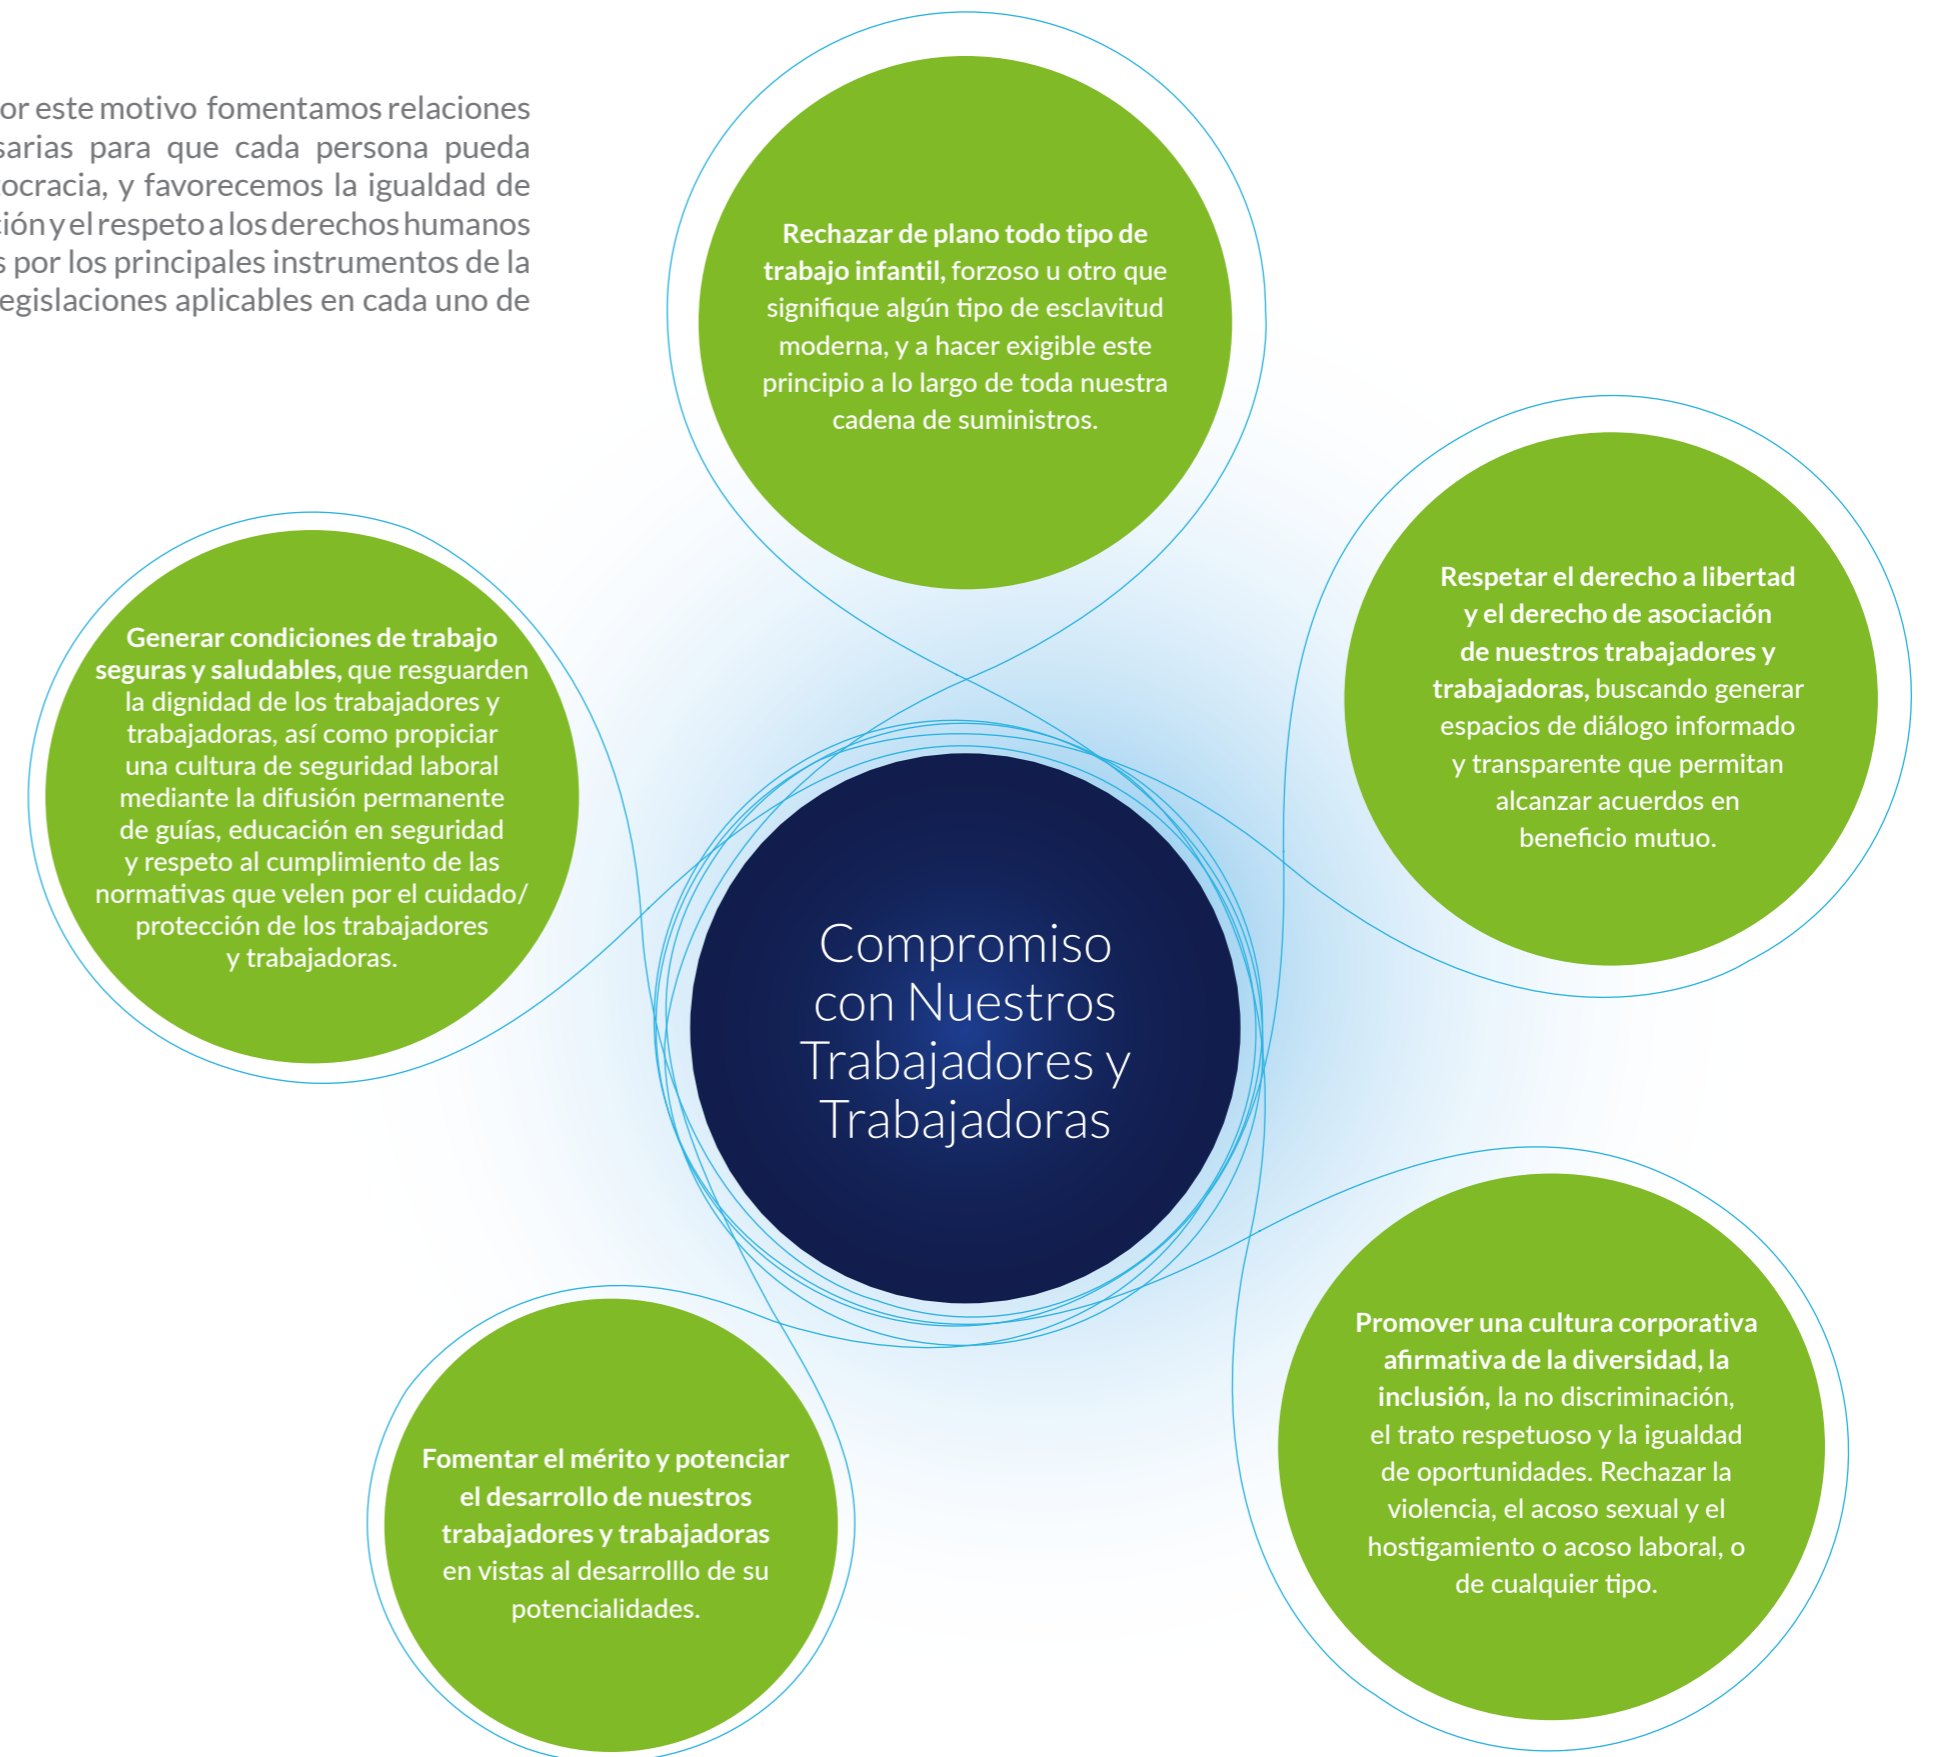 or este motivo fomentamos relaciones
sarias para que cada persona pueda
ocracia, y favorecemos la igualdad de
ción y el respeto a los derechos humanos
s por los principales instrumentos de la
egislaciones aplicables en cada uno de
Rechazar de plano todo tipo de
trabajo infantil, forzoso u otro que
signifique algún tipo de esclavitud
moderna, y a hacer exigible este
principio a lo largo de toda nuestra
cadena de suministros.
Respetar el derecho a libertad
y el derecho de asociación
de nuestros trabajadores y
trabajadoras, buscando generar
espacios de diálogo informado
y transparente que permitan
alcanzar acuerdos en
beneficio mutuo.
Generar condiciones de trabajo
seguras y saludables, que resguarden
la dignidad de los trabajadores y
trabajadoras, así como propiciar
una cultura de seguridad laboral
mediante la difusión permanente
de guías, educación en seguridad
y respeto al cumplimiento de las
normativas que velen por el cuidado/
protección de los trabajadores
y trabajadoras.
Compromiso
con Nuestros
Trabajadores y
Trabajadoras
Promover una cultura corporativa
afirmativa de la diversidad, la
inclusión, la no discriminación,
el trato respetuoso y la igualdad
de oportunidades. Rechazar la
violencia, el acoso sexual y el
hostigamiento o acoso laboral, o
de cualquier tipo.
Fomentar el mérito y potenciar
el desarrollo de nuestros
trabajadores y trabajadoras
en vistas al desarrolllo de su
potencialidades.